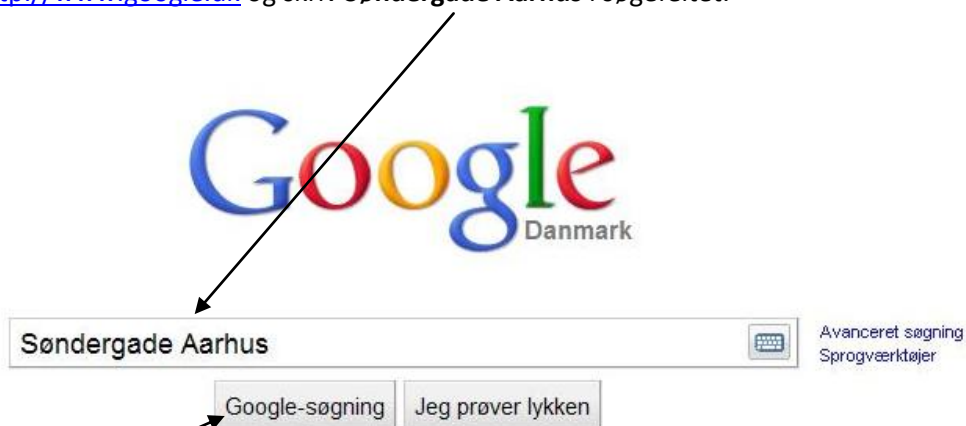 og skriv Søndergade Aarhus i søgefeltet.
Google
Danmark
Søndergade Aarhus
Avanceret søgning
Sprogværktøjer
Google-søgning Jeg prøver lykken